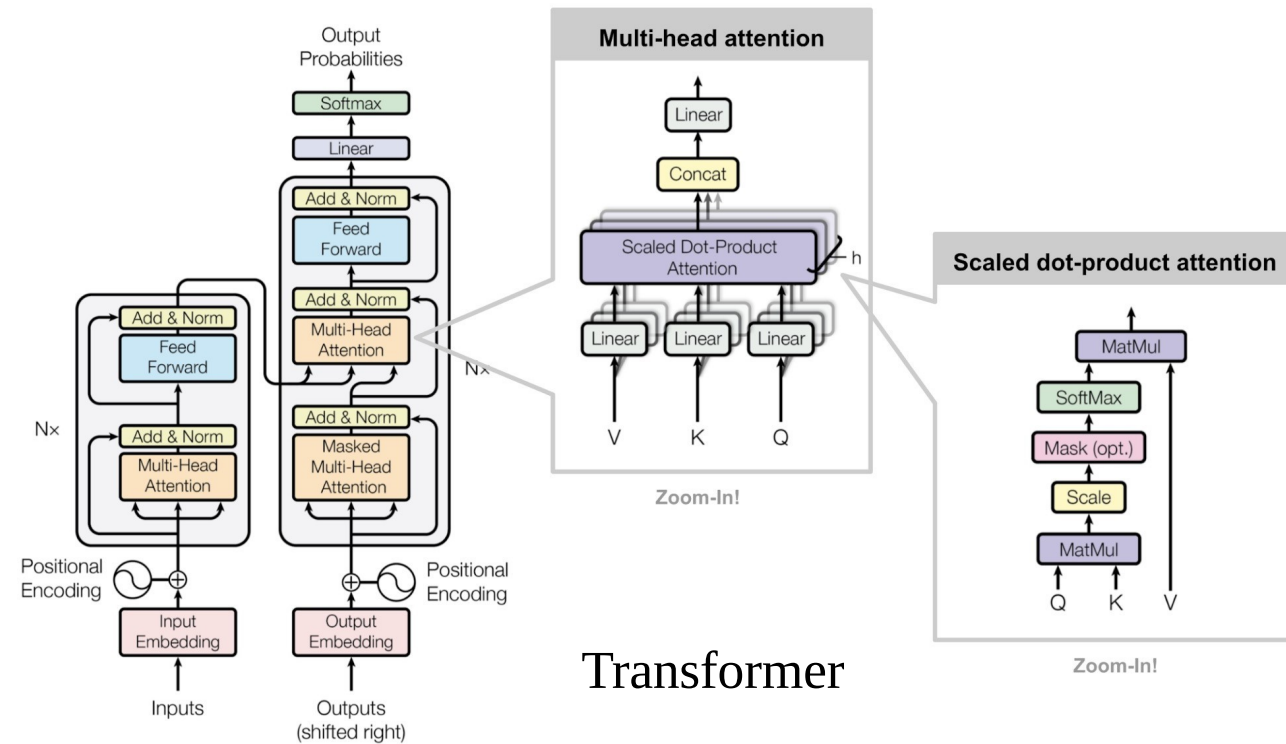 Output
Probabilities
Softmax
Linear
Add & Norm
Feed
Forward
Add & Norm
Multi-Head
Attention
Nx
Add & Norm
Masked
Multi-Head
Attention
Add & Norm
Feed
Forward
Nx
Add & Norm
Multi-Head
Attention
Positional
Encoding
Positional
Encoding
Input
Embedding
Output
Embedding
Inputs
Outputs
(shifted right)
Multi-head attention
Linear
Concat
Scaled Dot-Product
Attention
h
Linear
Linear
Linear
V
K
Q
Zoom-In!
Scaled dot-product attention
MatMul
SoftMax
Mask (opt.)
Scale
MatMul
Q
K
V
Zoom-In!
Transformer